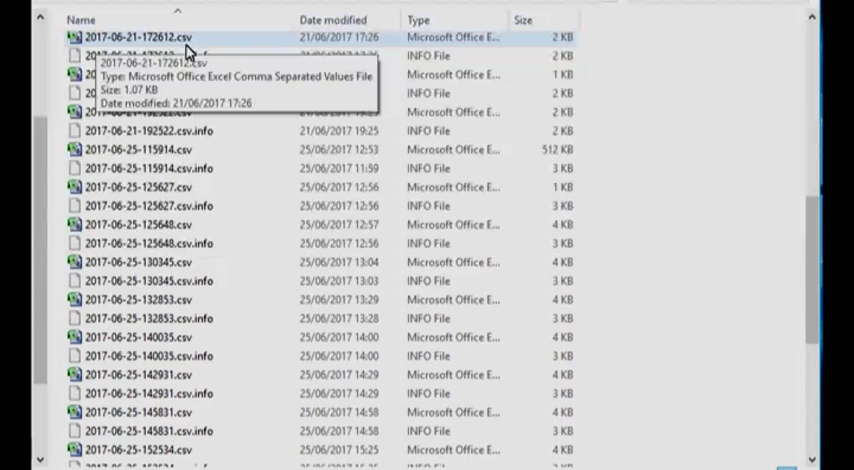 Name Date modified Type Size
2017-06-21-172612.csv 21/06/2017 17:26 Microsoft Office E... 2 KB
INFO File 2 KB
2017-06-21-172612.csv
Type: Microsoft Office Excel Comma Separated Values File
Size: 1.07 KB
Date modified: 21/06/2017 17:26
Microsoft Office E... 1 KB
INFO File 2 KB
Microsoft Office E... 2 KB
2017-06-21-192522.csv.info 21/06/2017 19:25 INFO File 2 KB
2017-06-25-115914.csv 25/06/2017 12:53 Microsoft Office E... 512 KB
2017-06-25-115914.csv.info 25/06/2017 11:59 INFO File 3 KB
2017-06-25-125627.csv 25/06/2017 12:56 Microsoft Office E... 1 KB
2017-06-25-125627.csv.info 25/06/2017 12:56 INFO File 3 KB
2017-06-25-125648.csv 25/06/2017 12:57 Microsoft Office E... 4 KB
2017-06-25-125648.csv.info 25/06/2017 12:56 INFO File 3 KB
2017-06-25-130345.csv 25/06/2017 13:04 Microsoft Office E... 4 KB
2017-06-25-130345.csv.info 25/06/2017 13:03 INFO File 3 KB
2017-06-25-132853.csv 25/06/2017 13:29 Microsoft Office E... 4 KB
2017-06-25-132853.csv.info 25/06/2017 13:28 INFO File 3 KB
2017-06-25-140035.csv 25/06/2017 14:00 Microsoft Office E... 4 KB
2017-06-25-140035.csv.info 25/06/2017 14:00 INFO File 3 KB
2017-06-25-142931.csv 25/06/2017 14:29 Microsoft Office E... 4 KB
2017-06-25-142931.csv.info 25/06/2017 14:29 INFO File 3 KB
2017-06-25-145831.csv 25/06/2017 14:58 Microsoft Office E... 4 KB
2017-06-25-145831.csv.info 25/06/2017 14:58 INFO File 3 KB
2017-06-25-152534.csv 25/06/2017 15:25 Microsoft Office E... 4 KB